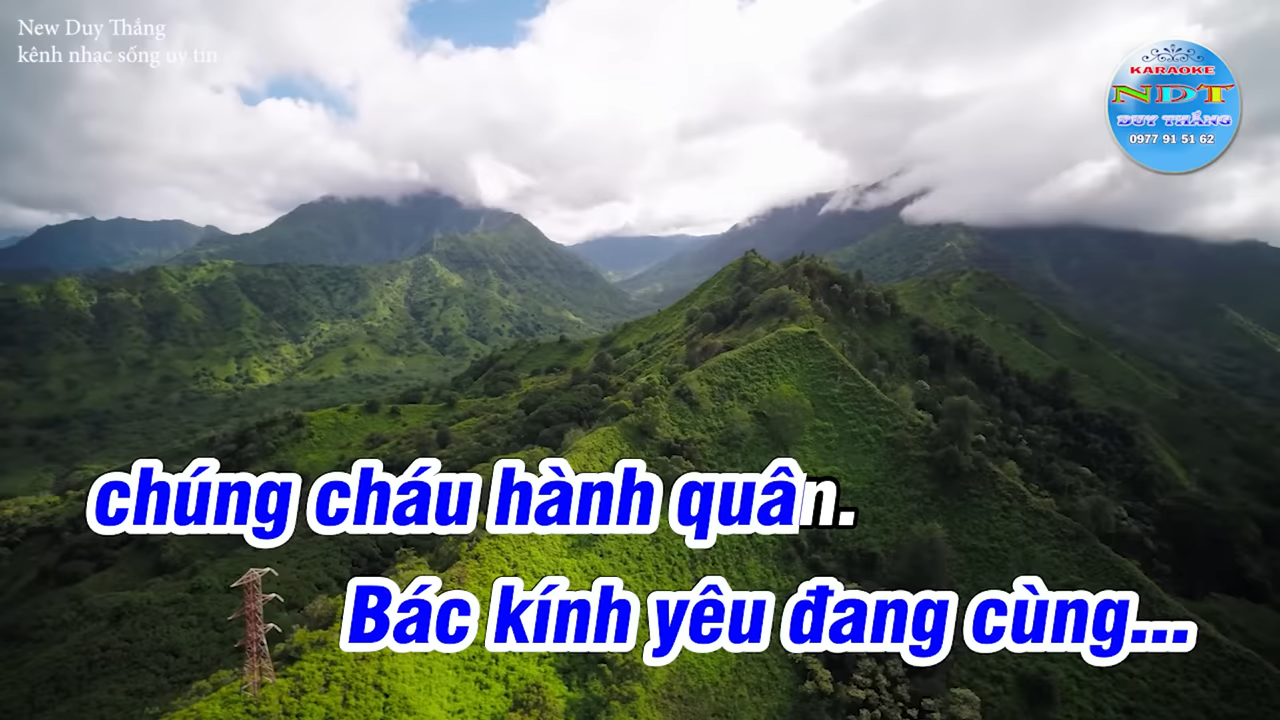 New Duy Thắng
kênh nhạc sống uy tín
KARAOKE
NDT
DUY THẮNG
0977 91 51 62
chúng cháu hành quân.
Bác kính yêu đang cùng...